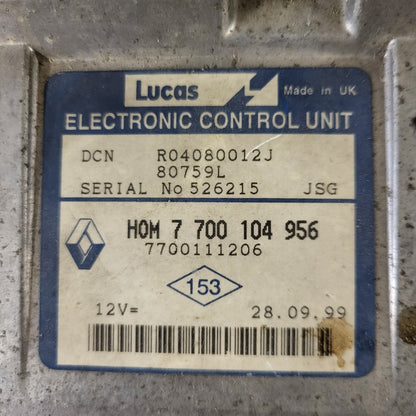 Lucas Made in UK
ELECTRONIC CONTROL UNIT
DCN R04080012J
80759L
SERIAL No 526215 JSG
HOM 7 700 104 956
7700111206
153
12V= 28.09.99